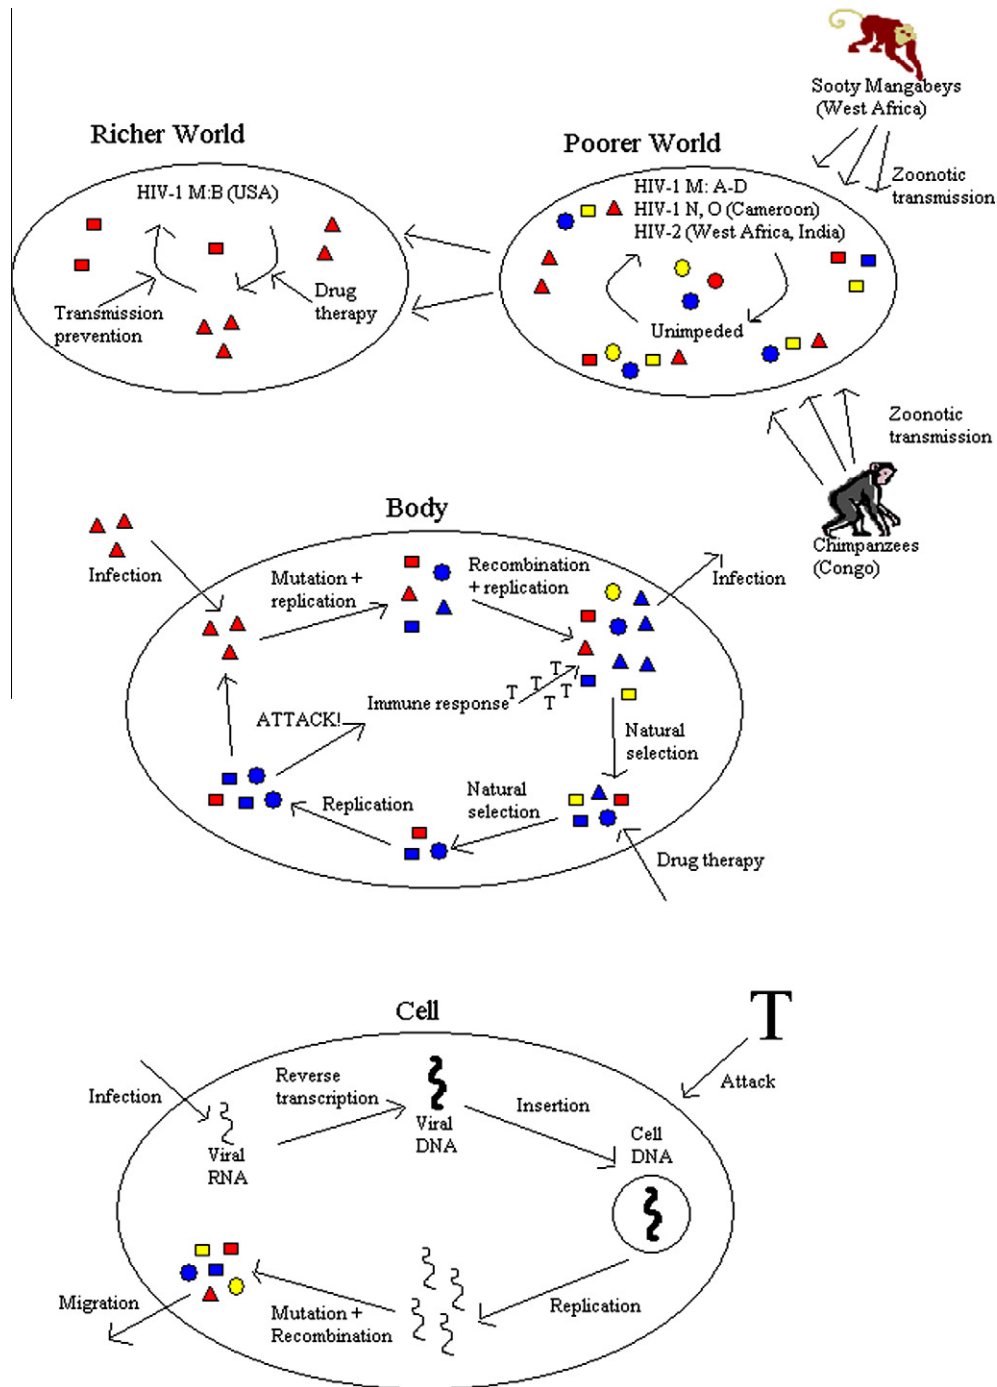 Sooty Mangabeys
(West Africa)
Zoonotic
transmission
Richer World
HIV-1 M:B (USA)
Transmission
prevention
Drug
therapy
Poorer World
HIV-1 M: A-D
HIV-1 N, O (Cameroon)
HIV-2 (West Africa, India)
Unimpeded
Zoonotic
transmission
Chimpanzees
(Congo)
Body
Infection
Mutation +
replication
Recombination
+ replication
Infection
Immune response
T
T
T
T
T
ATTACK!
Natural
selection
Natural
selection
Replication
Drug therapy
Cell
T
Attack
Infection
Viral
RNA
Reverse
transcription
Viral
DNA
Insertion
Cell
DNA
Replication
Mutation +
Recombination
Migration